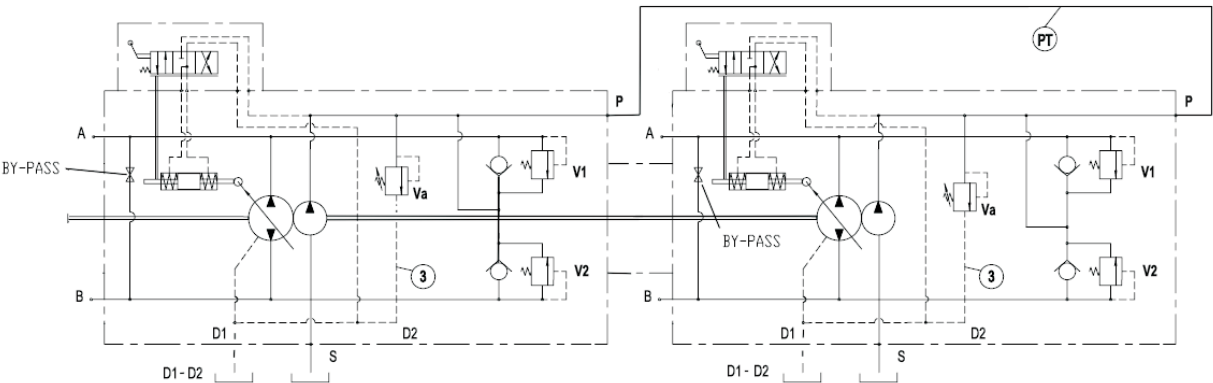 PT
P
P
A
A
BY-PASS
V1
V1
Va
Va
BY-PASS
3
V2
3
V2
B
B
D1
D2
D1
D2
S
S
D1 - D2
D1 - D2